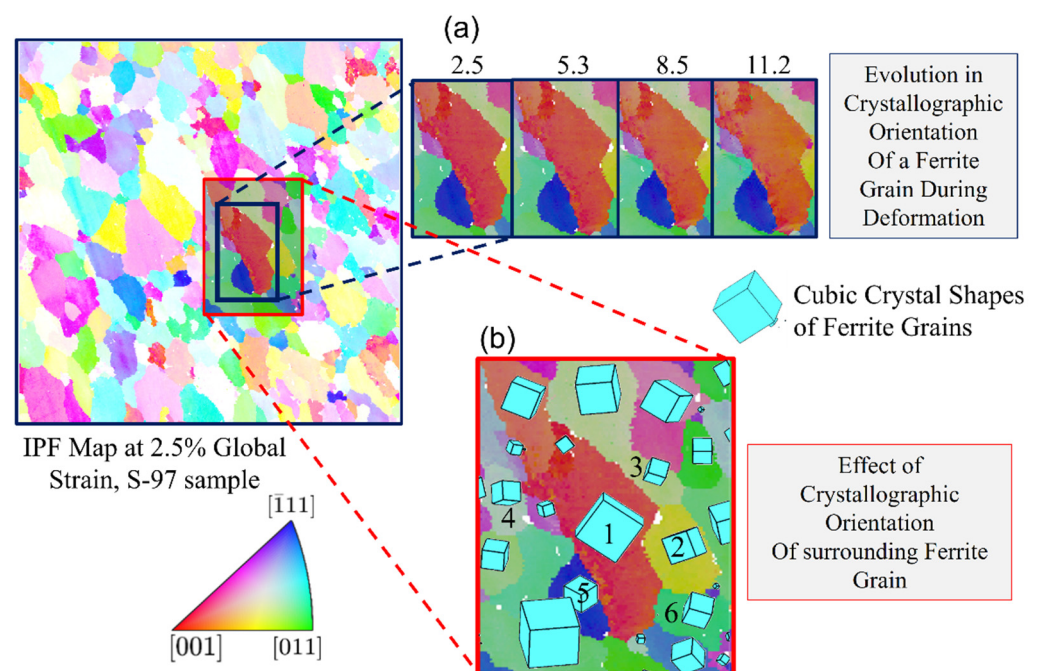 (a)
2.5 5.3 8.5 11.2
Evolution in
Crystallographic
Orientation
Of a Ferrite
Grain During
Deformation
Cubic Crystal Shapes
of Ferrite Grains
(b)
IPF Map at 2.5% Global
Strain, S-97 sample
[1̄11]
[001]
[011]
3
4
1
2
5
6
Effect of
Crystallographic
Orientation
Of surrounding Ferrite
Grain